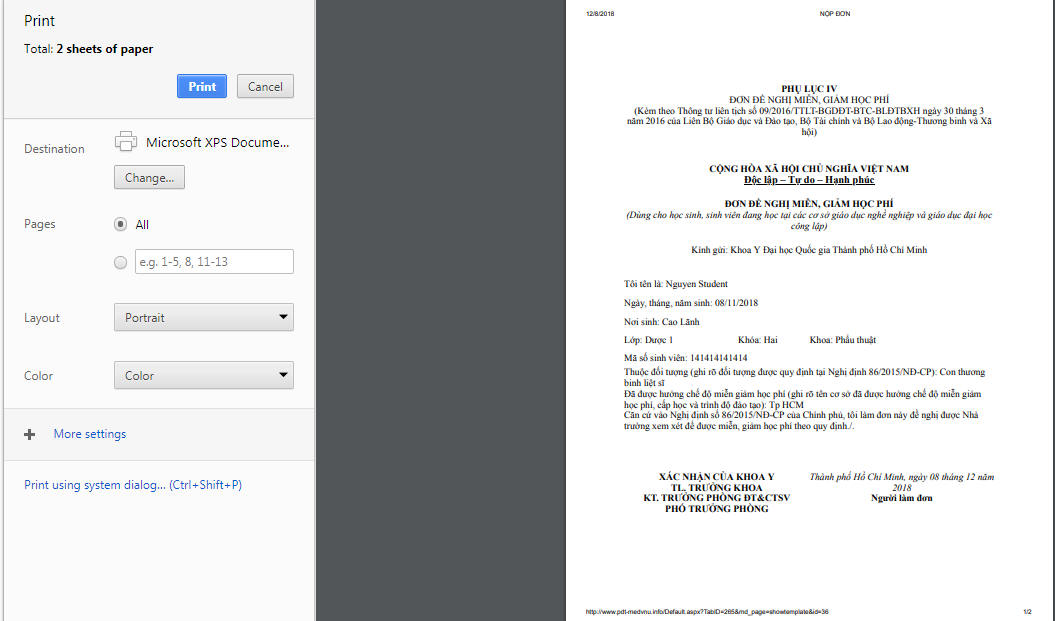 Print
Total: 2 sheets of paper
Print
Cancel
Destination
Microsoft XPS Docume...
Change...
Pages
All
e.g. 1-5, 8, 11-13
Layout
Portrait
Color
Color
More settings
Print using system dialog... (Ctrl+Shift+P)
12/8/2018
NỘP ĐƠN
PHỤ LỤC IV
ĐƠN ĐỀ NGHỊ MIỄN, GIẢM HỌC PHÍ
(Kèm theo Thông tư liên tịch số 09/2016/TTLT-BGDĐT-BTC-BLĐTBXH ngày 30 tháng 3
năm 2016 của Liên Bộ Giáo dục và Đào tạo, Bộ Tài chính và Bộ Lao động-Thương binh và Xã
hội)
CỘNG HÒA XÃ HỘI CHỦ NGHĨA VIỆT NAM
Độc lập – Tự do – Hạnh phúc
ĐƠN ĐỀ NGHỊ MIỄN, GIẢM HỌC PHÍ
(Dùng cho học sinh, sinh viên đang học tại các cơ sở giáo dục nghề nghiệp và giáo dục đại học
công lập)
Kính gửi: Khoa Y Đại học Quốc gia Thành phố Hồ Chí Minh
Tôi tên là: Nguyen Student
Ngày, tháng, năm sinh: 08/11/2018
Nơi sinh: Cao Lãnh
Lớp: Dược 1 Khóa: Hai Khoa: Phẫu thuật
Mã số sinh viên: 141414141414
Thuộc đối tượng (ghi rõ đối tượng được quy định tại Nghị định 86/2015/NĐ-CP): Con thương
binh liệt sĩ
Đã được hưởng chế độ miễn giảm học phí (ghi rõ tên cơ sở đã được hưởng chế độ miễn giảm
học phí, cấp học và trình độ đào tạo): Tp HCM
Căn cứ vào Nghị định số 86/2015/NĐ-CP của Chính phủ, tôi làm đơn này đề nghị được Nhà
trường xem xét để được miễn, giảm học phí theo quy định./.
XÁC NHẬN CỦA KHOA Y
TL. TRƯỞNG KHOA
KT. TRƯỞNG PHÒNG ĐT&CTSV
PHÓ TRƯỞNG PHÒNG
Thành phố Hồ Chí Minh, ngày 08 tháng 12 năm
2018
Người làm đơn
http://www.pdt-medvnu.info/Default.aspx?TabID=265&md_page=showtemplate&id=36
1/2